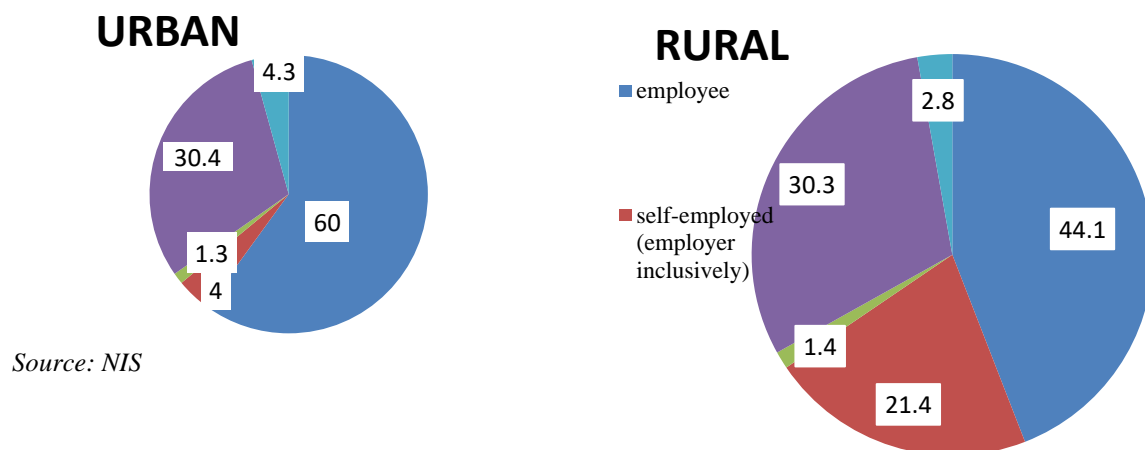 URBAN
4.3
30.4
60
1.3
4
Source: NIS
RURAL
employee
2.8
30.3
self-employed
(employer
inclusively)
44.1
1.4
21.4